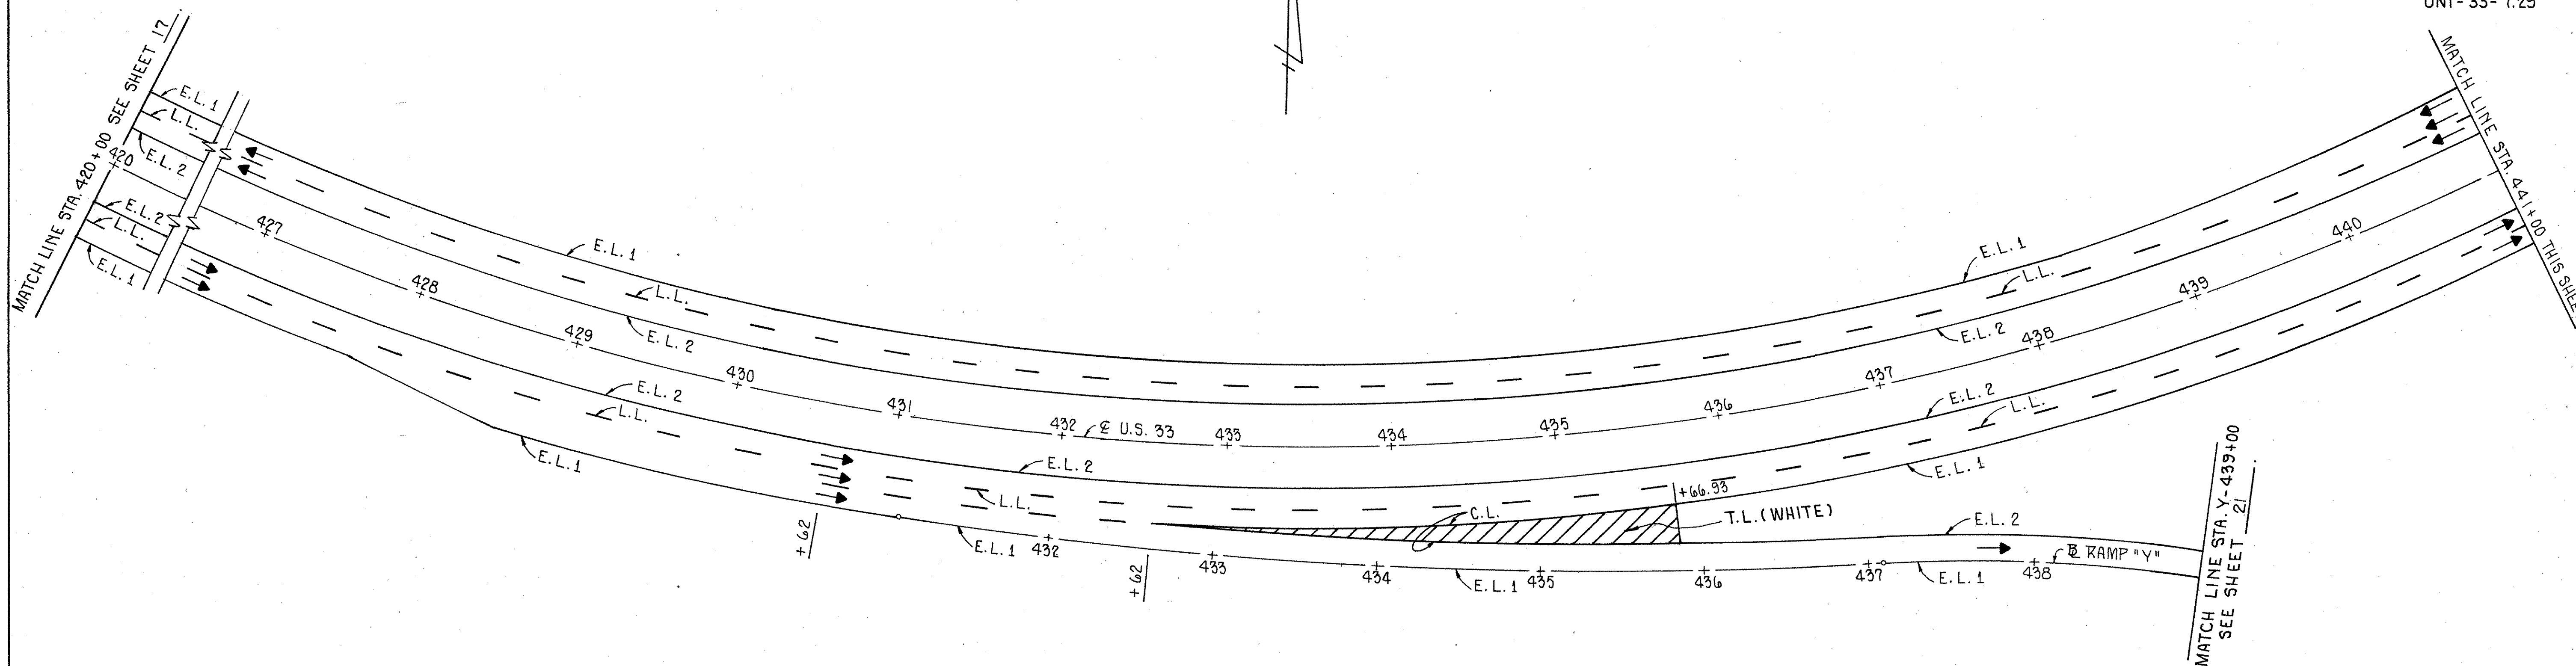 UNI-33-7.25
MATCH LINE STA. 420+00 SEE SHEET 17
E.L. 1
L.L.
E.L. 2
420
E.L. 2
L.L.
E.L. 1
427
428
429
430
431
432
℄ U.S. 33
433
434
435
436
437
438
439
440
E.L. 1
L.L.
E.L. 2
E.L. 1
L.L.
E.L. 2
MATCH LINE STA. 441+00 THIS SHEE
E.L. 2
L.L.
E.L. 1
E.L. 2
L.L.
E.L. 2
L.L.
E.L. 1
+66.93
C.L.
T.L. (WHITE)
E.L. 2
+62
E.L. 1
432
+62
433
434
E.L. 1
435
436
437
E.L. 1
438
RAMP "Y"
MATCH LINE STA. Y-439+00
SEE SHEET 21